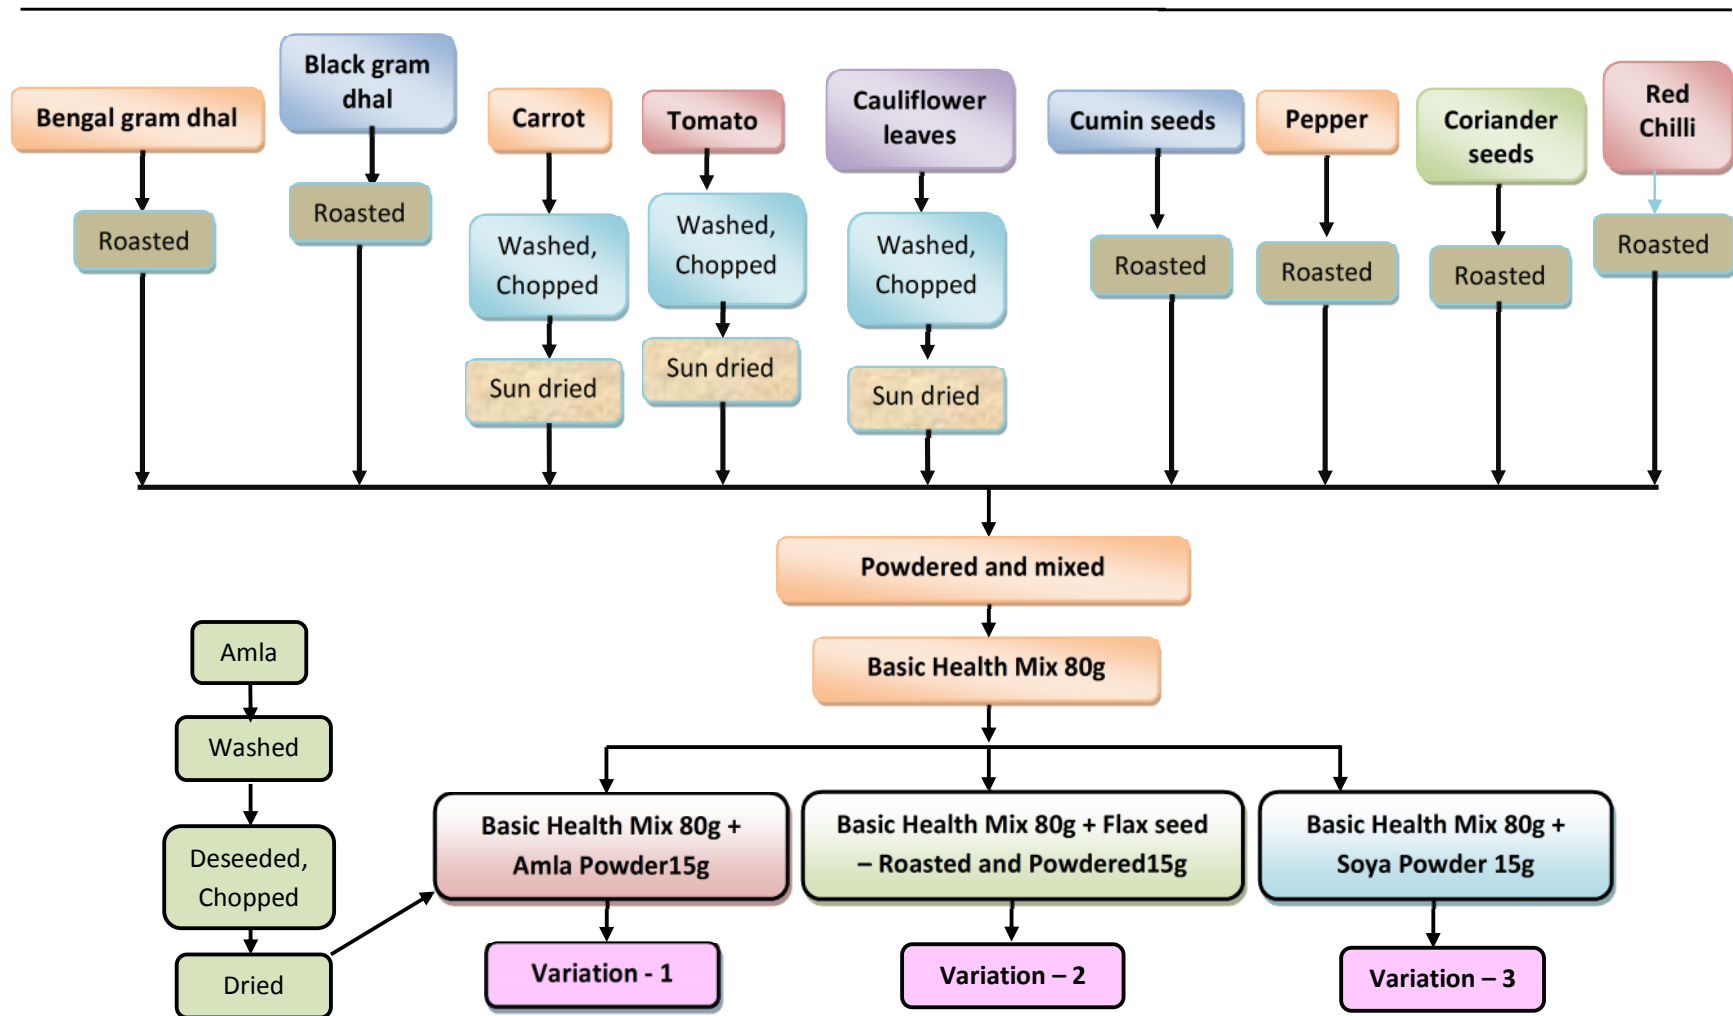 Bengal gram dhal
Black gram
dhal
Carrot
Tomato
Cauliflower
leaves
Cumin seeds
Pepper
Coriander
seeds
Red
Chilli
Roasted
Roasted
Washed,
Chopped
Washed,
Chopped
Washed,
Chopped
Roasted
Roasted
Roasted
Roasted
Sun dried
Sun dried
Sun dried
Powdered and mixed
Basic Health Mix 80g
Amla
Washed
Deseeded,
Chopped
Dried
Basic Health Mix 80g +
Amla Powder15g
Basic Health Mix 80g + Flax seed
– Roasted and Powdered15g
Basic Health Mix 80g +
Soya Powder 15g
Variation - 1
Variation – 2
Variation – 3